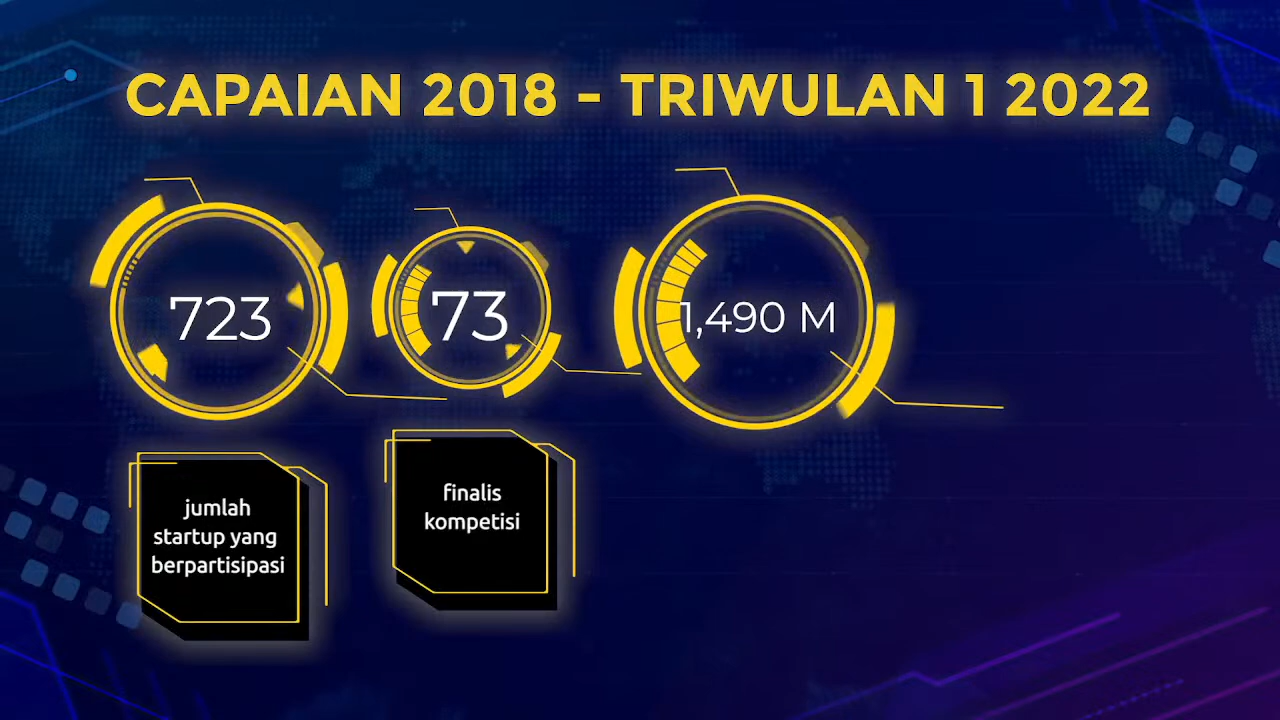 CAPAIAN 2018 - TRIWULAN 1 2022
723
73
1,490 M
jumlah
startup yang
berpartisipasi
finalis
kompetisi